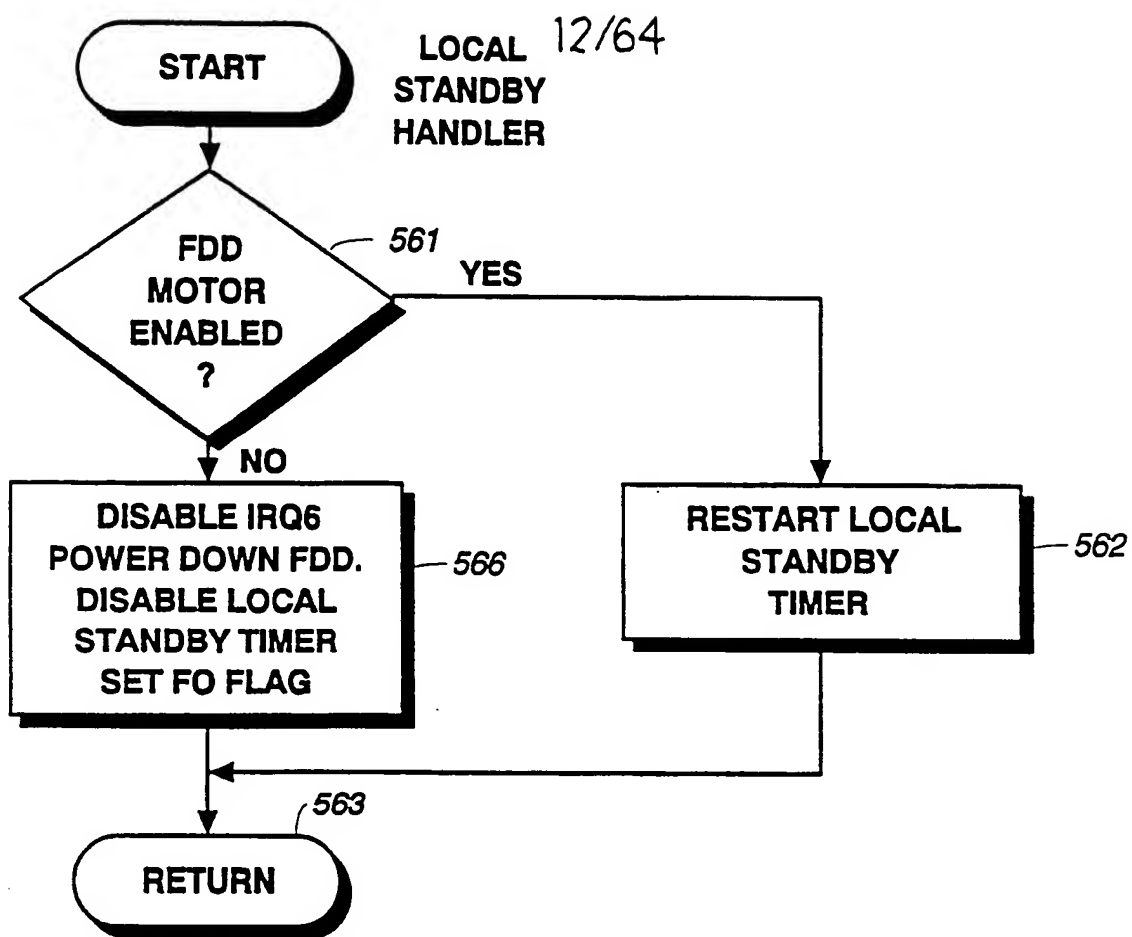 START
LOCAL
STANDBY
HANDLER
12/64
FDD
MOTOR
ENABLED
?
561
YES
NO
DISABLE IRQ6
POWER DOWN FDD.
DISABLE LOCAL
STANDBY TIMER
SET FO FLAG
566
RESTART LOCAL
STANDBY
TIMER
562
563
RETURN